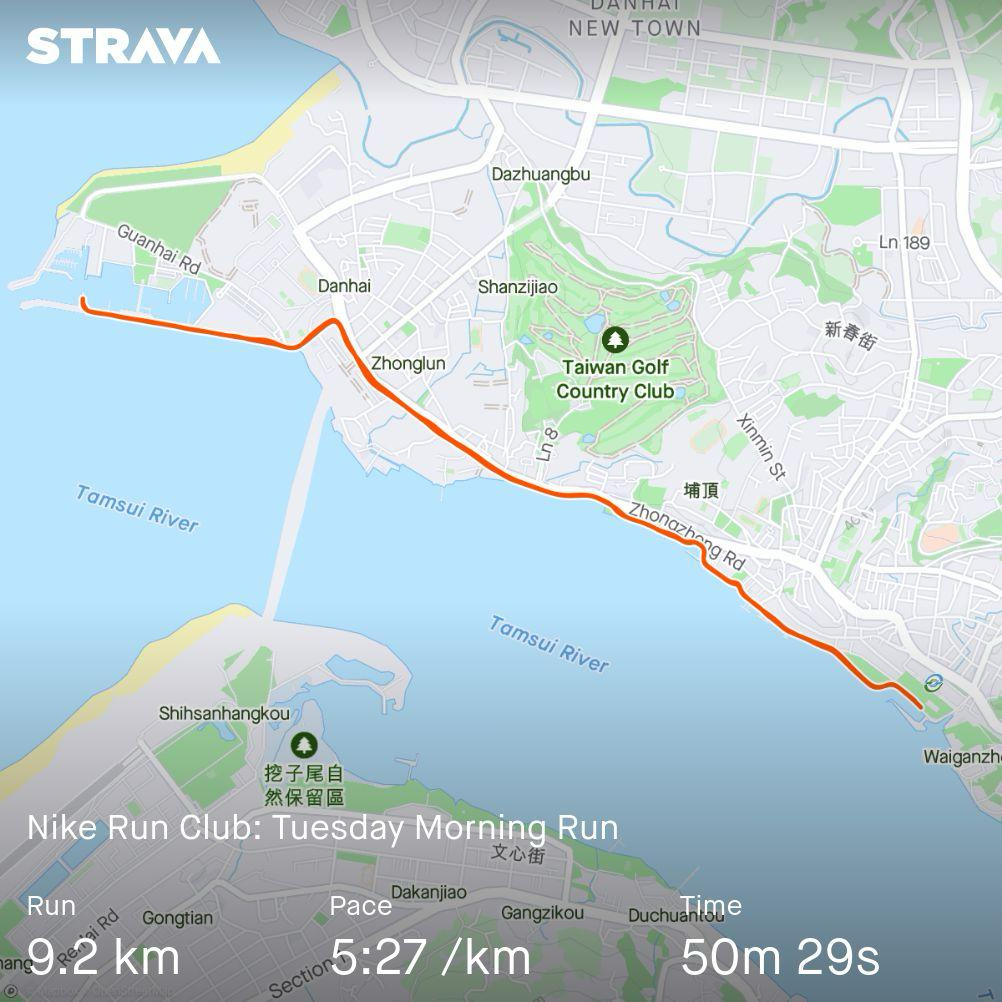 STRAVA
DANHAI
NEW TOWN
Dazhuangbu
Guanhai Rd
Ln 189
Danhai
Shanzijiao
新春街
Zhonglun
Taiwan Golf
Country Club
Xinmin St
Ln 8
埔頂
Tamsui River
Zhongzheng Rd
Tamsui River
Shihsanhangkou
Waiganzh
挖子尾自
然保留區
Nike Run Club: Tuesday Morning Run
文心街
Dakanjiao
Run
Pace
Time
Gongtian
Gangzikou
Duchuantou
9.2 km
5:27 /km
50m 29s